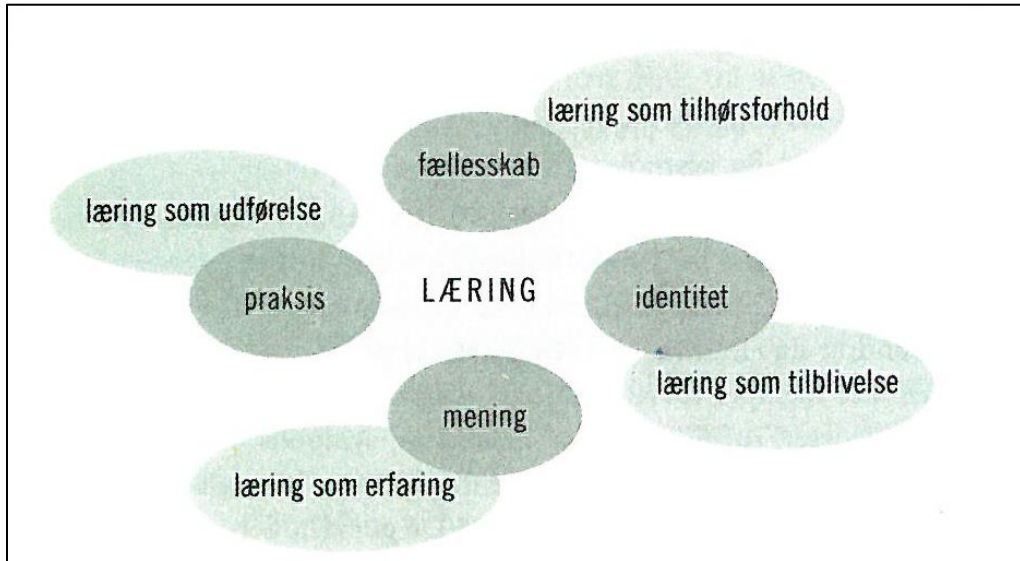 læring som tilhørsforhold
fællesskab
læring som udførelse
praksis
LÆRING
identitet
læring som tilblivelse
mening
læring som erfaring